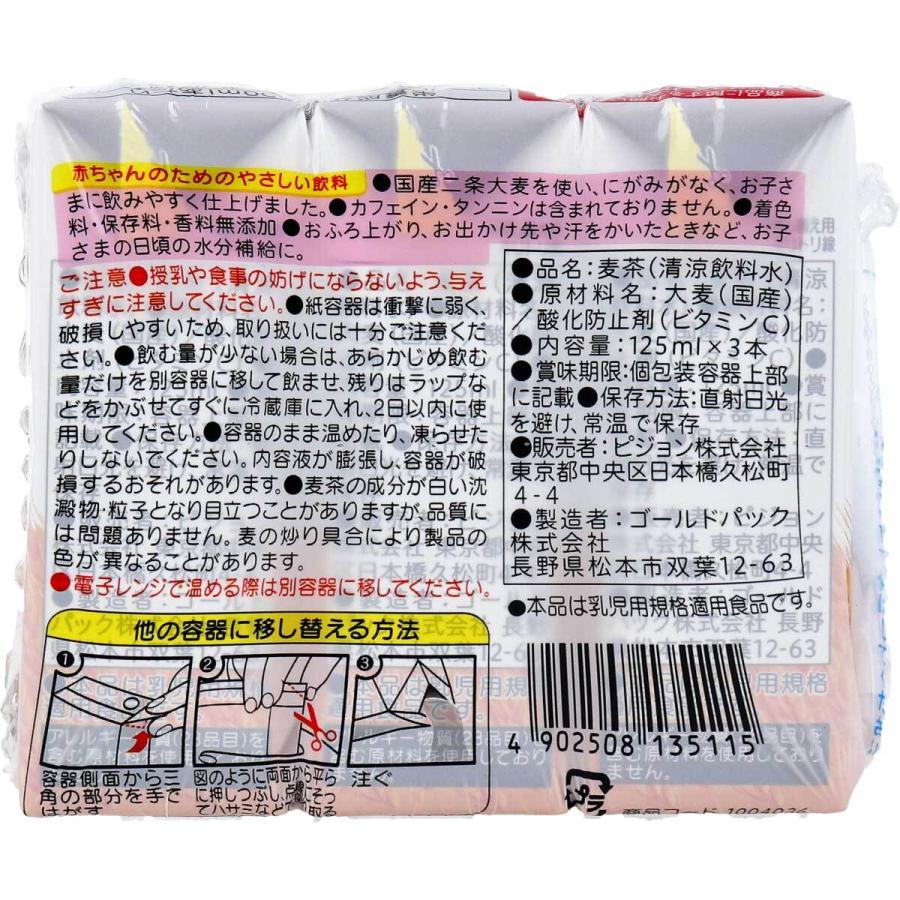 赤ちゃんのためのやさしい飲料 ●国産二条大麦を使い、にがみがなく、お子さ
まに飲みやすく仕上げました。●カフェイン・タンニンは含まれておりません。●着色
料・保存料・香料無添加 ●おふろ上がり、お出かけ先や汗をかいたときなど、お子
さまの日頃の水分補給に。
ご注意 ●授乳や食事の妨げにならないよう、与え
すぎに注意してください。●紙容器は衝撃に弱く、
破損しやすいため、取り扱いには十分ご注意くだ
さい。●飲む量が少ない場合は、あらかじめ飲む
量だけを別容器に移して飲ませ、残りはラップな
どをかぶせてすぐに冷蔵庫に入れ、2日以内に使
用してください。●容器のまま温めたり、凍らせた
りしないでください。内容液が膨張し、容器が破
損するおそれがあります。●麦茶の成分が白い沈
澱物・粒子となり目立つことがありますが、品質に
は問題ありません。麦の炒り具合により製品の
色が異なることがあります。
●電子レンジで温める際は別容器に移してください。
●品名:麦茶(清涼飲料水)
●原材料名:大麦(国産)
/酸化防止剤(ビタミンC)
●内容量:125ml×3本
●賞味期限:個包装容器上部
に記載 ●保存方法:直射日光
を避け、常温で保存
●販売者:ピジョン株式会社
東京都中央区日本橋久松町
4-4
●製造者:ゴールドパック
株式会社
長野県松本市双葉12-63
●本品は乳児用規格適用食品です。
他の容器に移し替える方法
1 2 3
容器側面から三
角の部分を手で
はがす
図のように両面から平ら
に押しつぶし、点線にそっ
てハサミなどで切り取る
注ぐ
4 902508 135115
プラ
商品コード 1004036